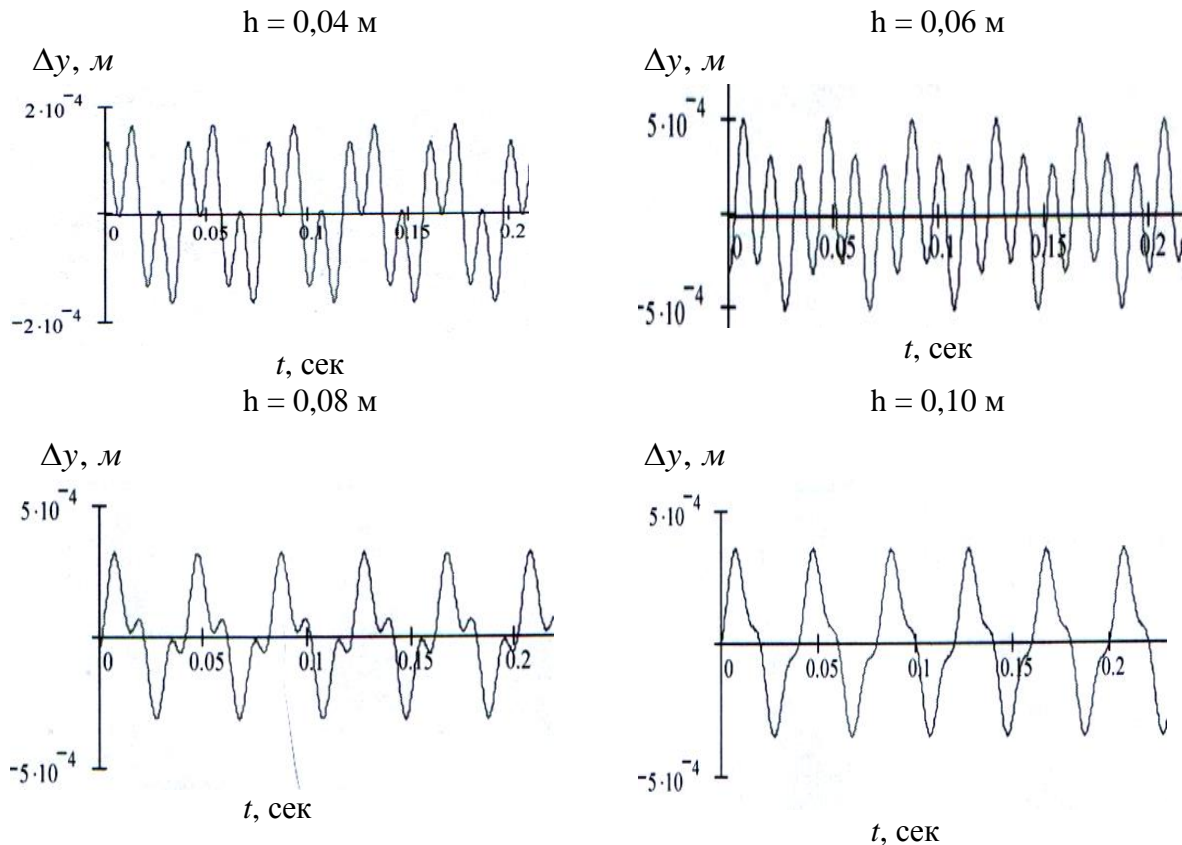 h = 0,04 м
Δy, м
2·10⁻⁴
0
0.05
0.1
0.15
0.2
−2·10⁻⁴
t, сек
h = 0,06 м
Δy, м
5·10⁻⁴
0
0.05
0.1
0.15
0.2
−5·10⁻⁴
t, сек
h = 0,08 м
Δy, м
5·10⁻⁴
0
0.05
0.1
0.15
0.2
−5·10⁻⁴
t, сек
h = 0,10 м
Δy, м
5·10⁻⁴
0
0.05
0.1
0.15
0.2
−5·10⁻⁴
t, сек